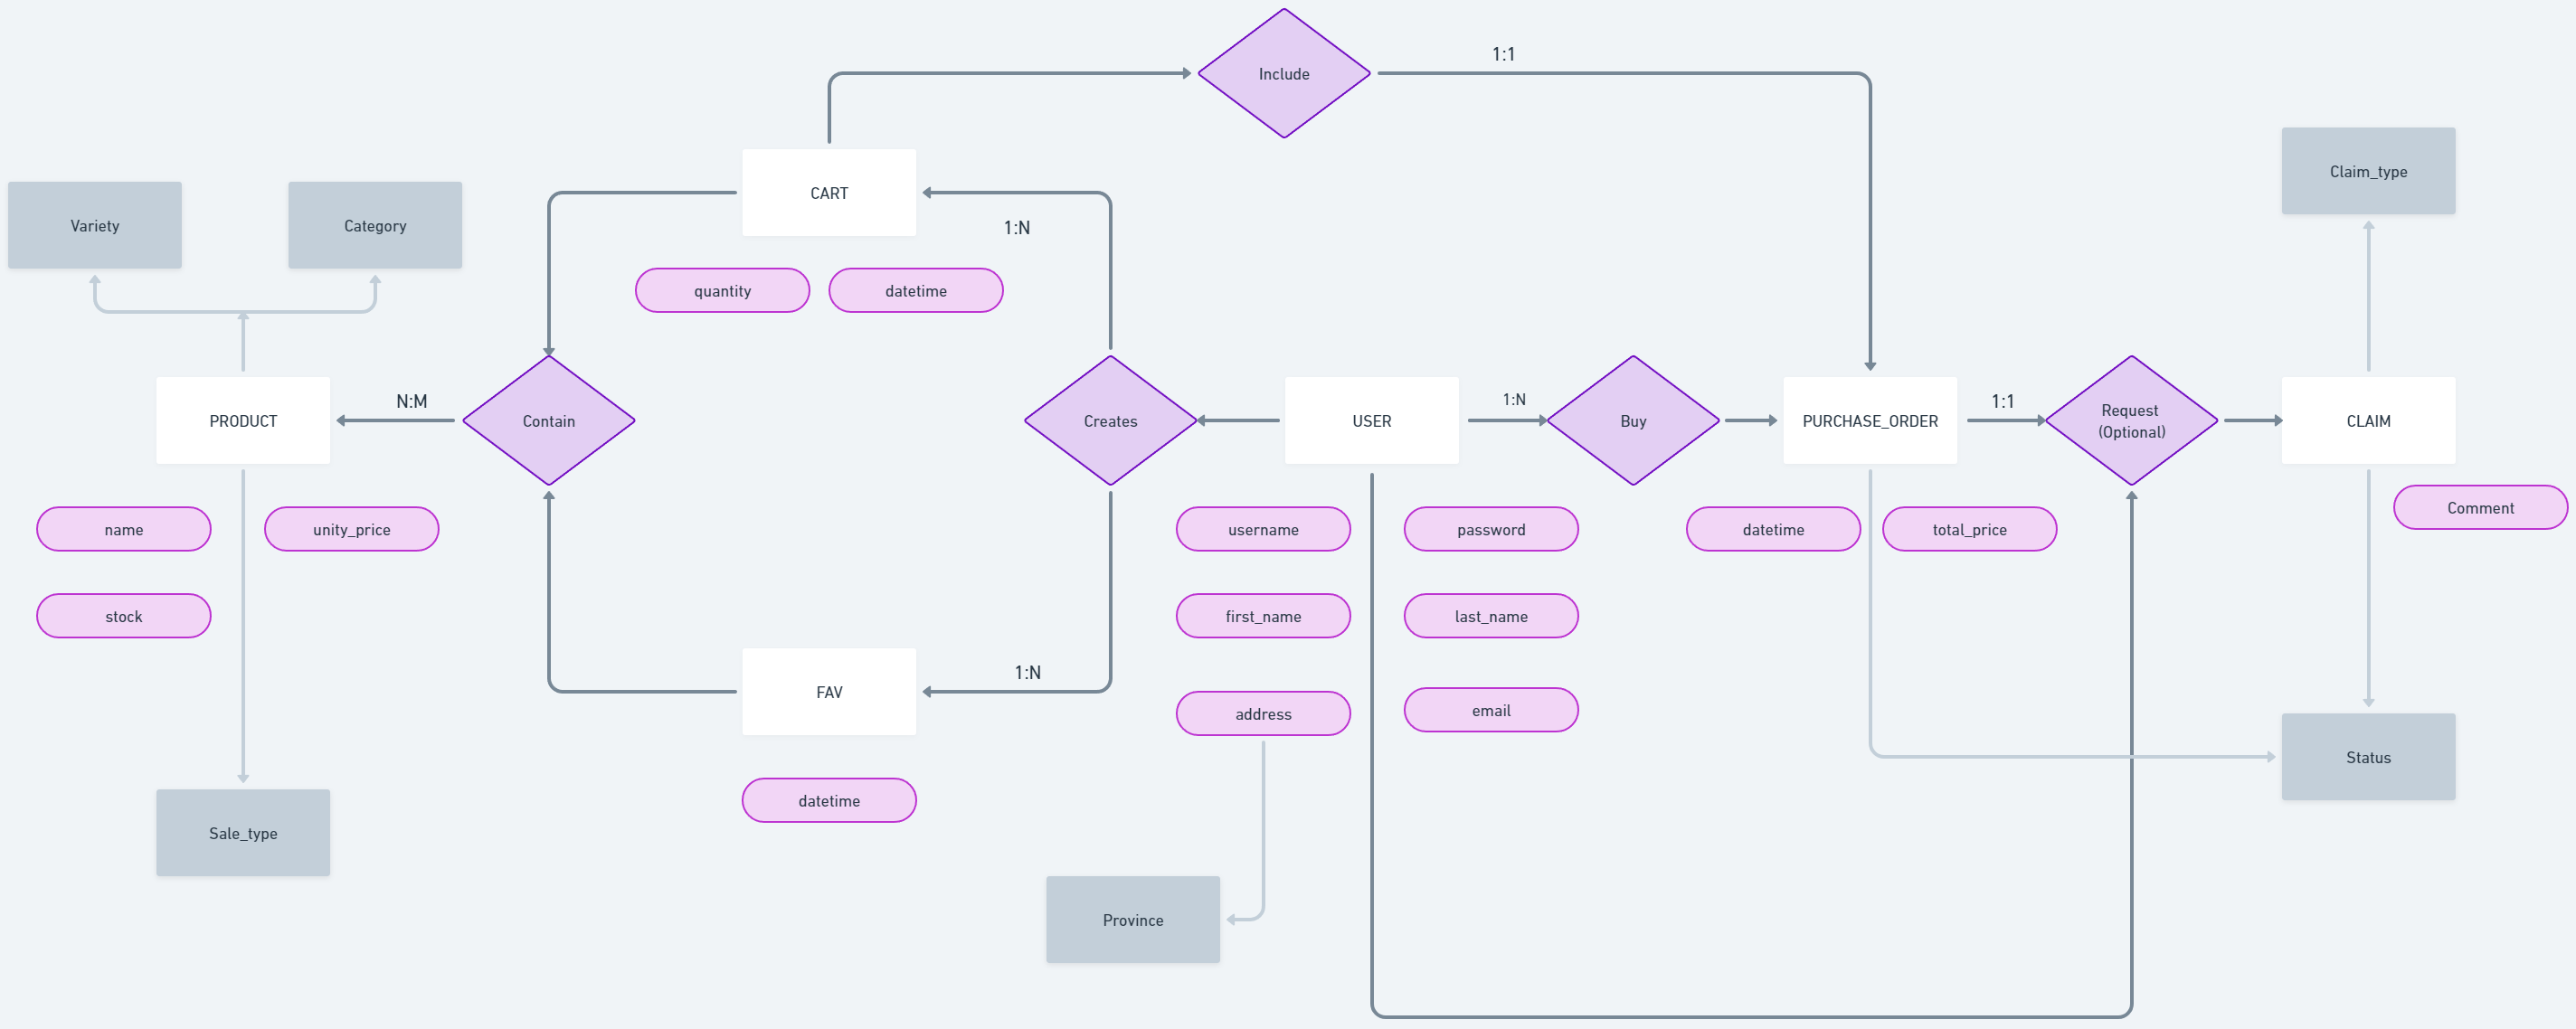 Include
1:1
Claim_type
CART
Variety
Category
1:N
quantity
datetime
N:M
1:N
1:1
PRODUCT
Contain
Creates
USER
Buy
PURCHASE_ORDER
Request
(Optional)
CLAIM
Comment
name
unity_price
username
password
datetime
total_price
stock
first_name
last_name
1:N
FAV
address
email
Status
datetime
Sale_type
Province